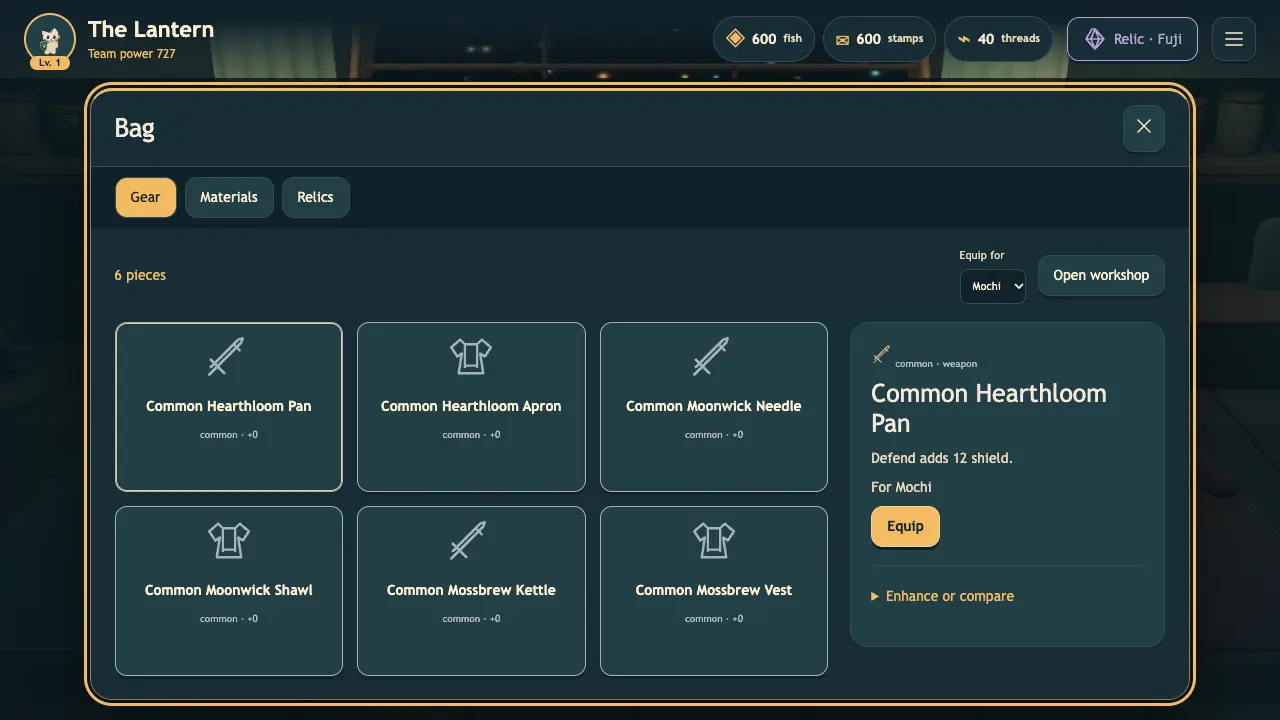 The Lantern
Team power 727
Lv. 1
600 fish
600 stamps
40 threads
Relic · Fuji
Bag
Gear
Materials
Relics
6 pieces
Equip for
Mochi
Open workshop
Common Hearthloom Pan
common · +0
Common Hearthloom Apron
common · +0
Common Moonwick Needle
common · +0
Common Moonwick Shawl
common · +0
Common Mossbrew Kettle
common · +0
Common Mossbrew Vest
common · +0
common · weapon
Common Hearthloom
Pan
Defend adds 12 shield.
For Mochi
Equip
Enhance or compare